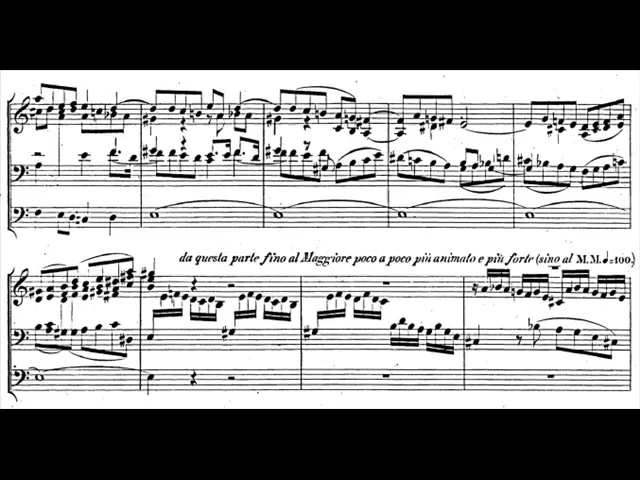 da questa parte fino al Maggiore poco a poco più animato e più forte (sino al M.M.♩=100.)